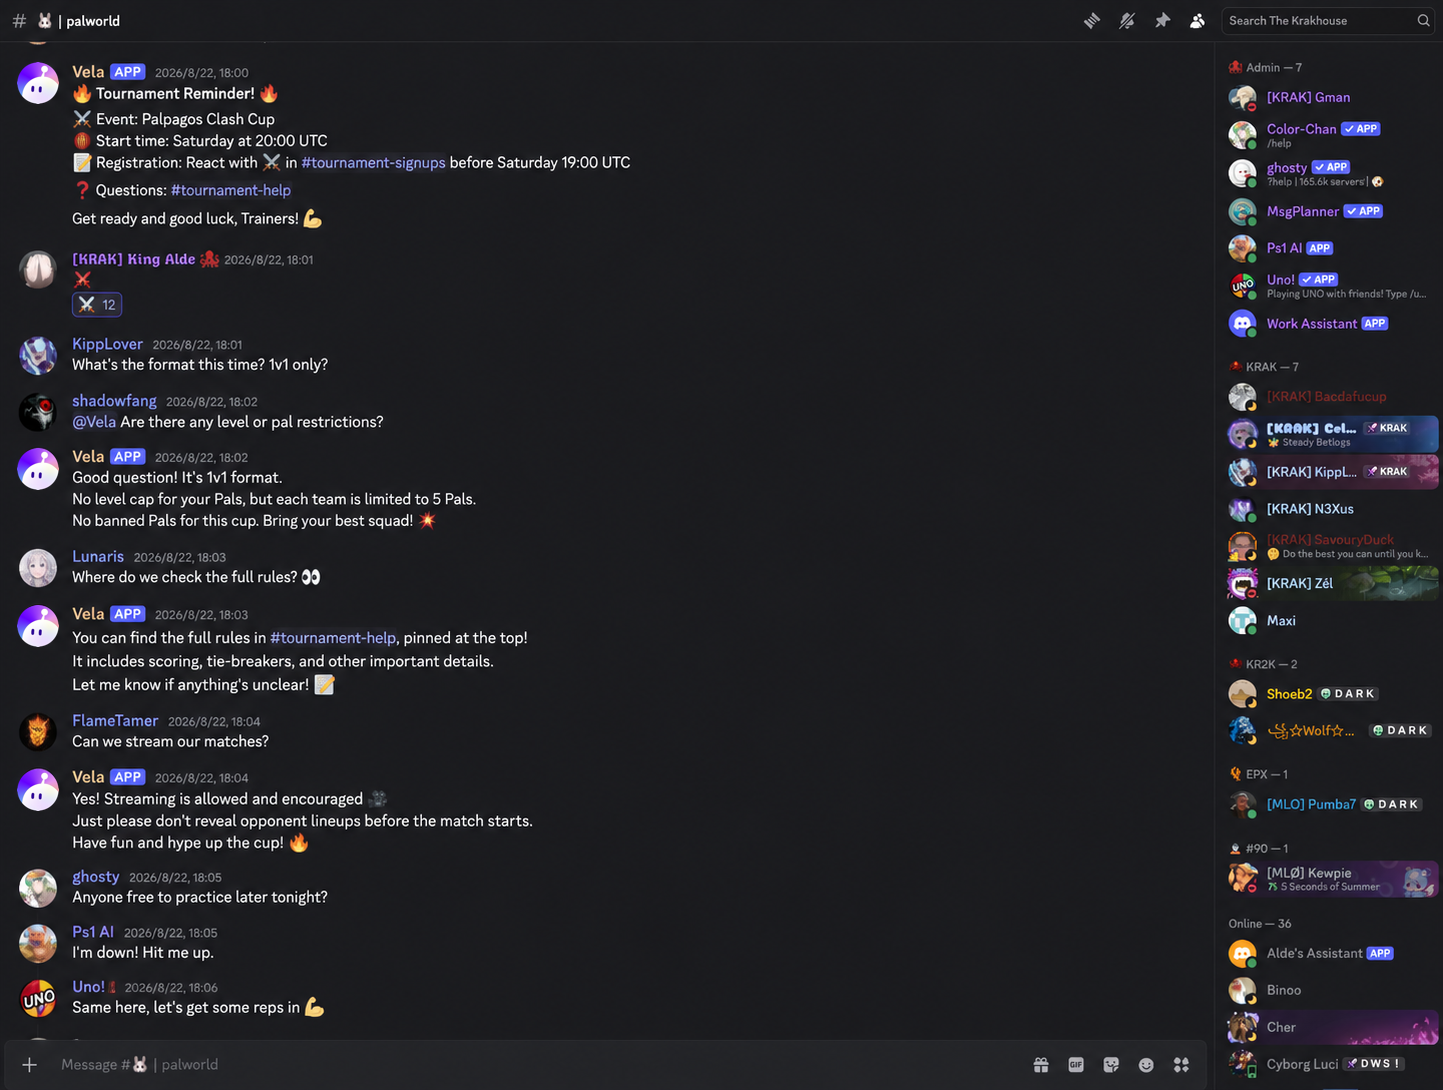 # | palworld
Search The Krakhouse
Vela APP 2026/8/22, 18:00
Tournament Reminder!
Event: Palpagos Clash Cup
Start time: Saturday at 20:00 UTC
Registration: React with in #tournament-signups before Saturday 19:00 UTC
Questions: #tournament-help
Get ready and good luck, Trainers!
[KRAK] King Alde 2026/8/22, 18:01
12
KippLover 2026/8/22, 18:01
What's the format this time? 1v1 only?
shadowfang 2026/8/22, 18:02
@Vela Are there any level or pal restrictions?
Vela APP 2026/8/22, 18:02
Good question! It's 1v1 format.
No level cap for your Pals, but each team is limited to 5 Pals.
No banned Pals for this cup. Bring your best squad!
Lunaris 2026/8/22, 18:03
Where do we check the full rules?
Vela APP 2026/8/22, 18:03
You can find the full rules in #tournament-help, pinned at the top!
It includes scoring, tie-breakers, and other important details.
Let me know if anything's unclear!
FlameTamer 2026/8/22, 18:04
Can we stream our matches?
Vela APP 2026/8/22, 18:04
Yes! Streaming is allowed and encouraged
Just please don't reveal opponent lineups before the match starts.
Have fun and hype up the cup!
ghosty 2026/8/22, 18:05
Anyone free to practice later tonight?
Ps1 AI 2026/8/22, 18:05
I'm down! Hit me up.
UNO
Uno! 2026/8/22, 18:06
Same here, let's get some reps in
Message # | palworld
GIF
Admin — 7
[KRAK] Gman
Color-Chan ✓ APP
/help
ghosty ✓ APP
?help | 165.6k servers |
MsgPlanner ✓ APP
Ps1 AI APP
UNO
Uno! ✓ APP
Playing UNO with friends! Type /u...
Work Assistant APP
KRAK — 7
[KRAK] Bacdafucup
[KRAK] Cel... KRAK
Steady Betlogs
[KRAK] KippL... KRAK
[KRAK] N3Xus
[KRAK] SavouryDuck
Do the best you can until you k...
[KRAK] Zél
Maxi
KR2K — 2
Shoeb2 DARK
꧁☆Wolf☆... DARK
EPX — 1
[MLO] Pumba7 DARK
#90 — 1
[MLØ] Kewpie
5 Seconds of Summer
Online — 36
Alde's Assistant APP
Binoo
Cher
Cyborg Luci DWS !